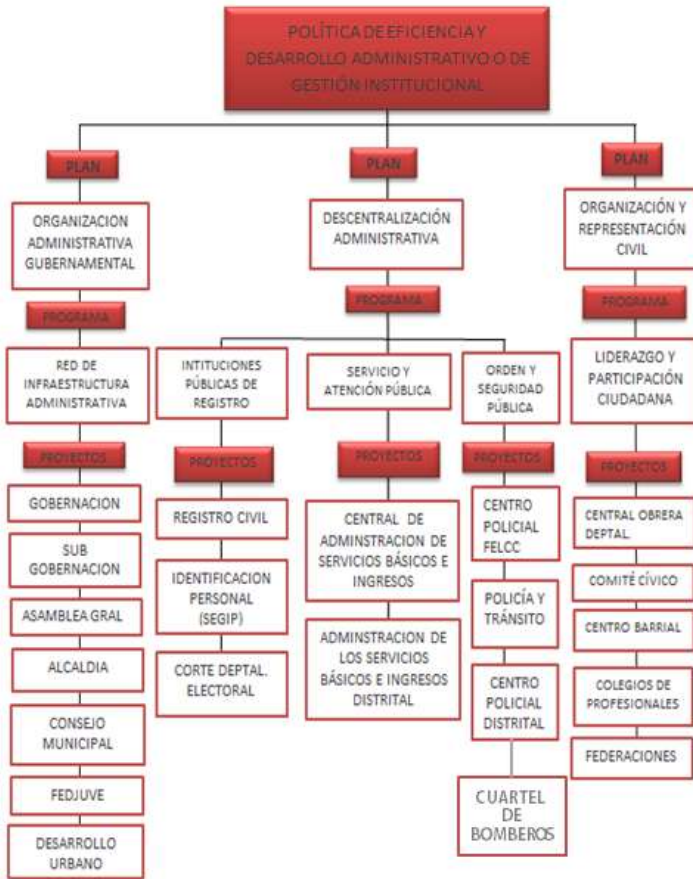 POLÍTICA DE EFICIENCIA Y
DESARROLLO ADMINISTRATIVO O DE
GESTIÓN INSTITUCIONAL
PLAN
ORGANIZACION
ADMINISTRATIVA
GUBERNAMENTAL
PROGRAMA
RED DE
INFRAESTRUCTURA
ADMINISTRATIVA
PROYECTOS
GOBERNACION
SUB
GOBERNACION
ASAMBLEA GRAL
ALCALDIA
CONSEJO
MUNICIPAL
FEDJUVE
DESARROLLO
URBANO
PLAN
DESCENTRALIZACIÓN
ADMINISTRATIVA
PROGRAMA
INTITUCIONES
PÚBLICAS DE
REGISTRO
PROYECTOS
REGISTRO CIVIL
IDENTIFICACION
PERSONAL
(SEGIP)
CORTE DEPTAL.
ELECTORAL
SERVICIO Y
ATENCIÓN PÚBLICA
PROYECTOS
CENTRAL DE
ADMINSTRACION DE
SERVICIOS BÁSICOS E
INGRESOS
ADMINSTRACION DE
LOS SERVICIOS
BÁSICOS E INGRESOS
DISTRITAL
ORDEN Y
SEGURIDAD
PÚBLICA
PROYECTOS
CENTRO
POLICIAL
FELCC
POLICÍA Y
TRÁNSITO
CENTRO
POLICIAL
DISTRITAL
CUARTEL
DE
BOMBEROS
PLAN
ORGANIZACIÓN Y
REPRESENTACIÓN
CIVIL
PROGRAMA
LIDERAZGO Y
PARTICIPACIÓN
CIUDADANA
PROYECTOS
CENTRAL OBRERA
DEPTAL.
COMITÉ CÍVICO
CENTRO BARRIAL
COLEGIOS DE
PROFESIONALES
FEDERACIONES